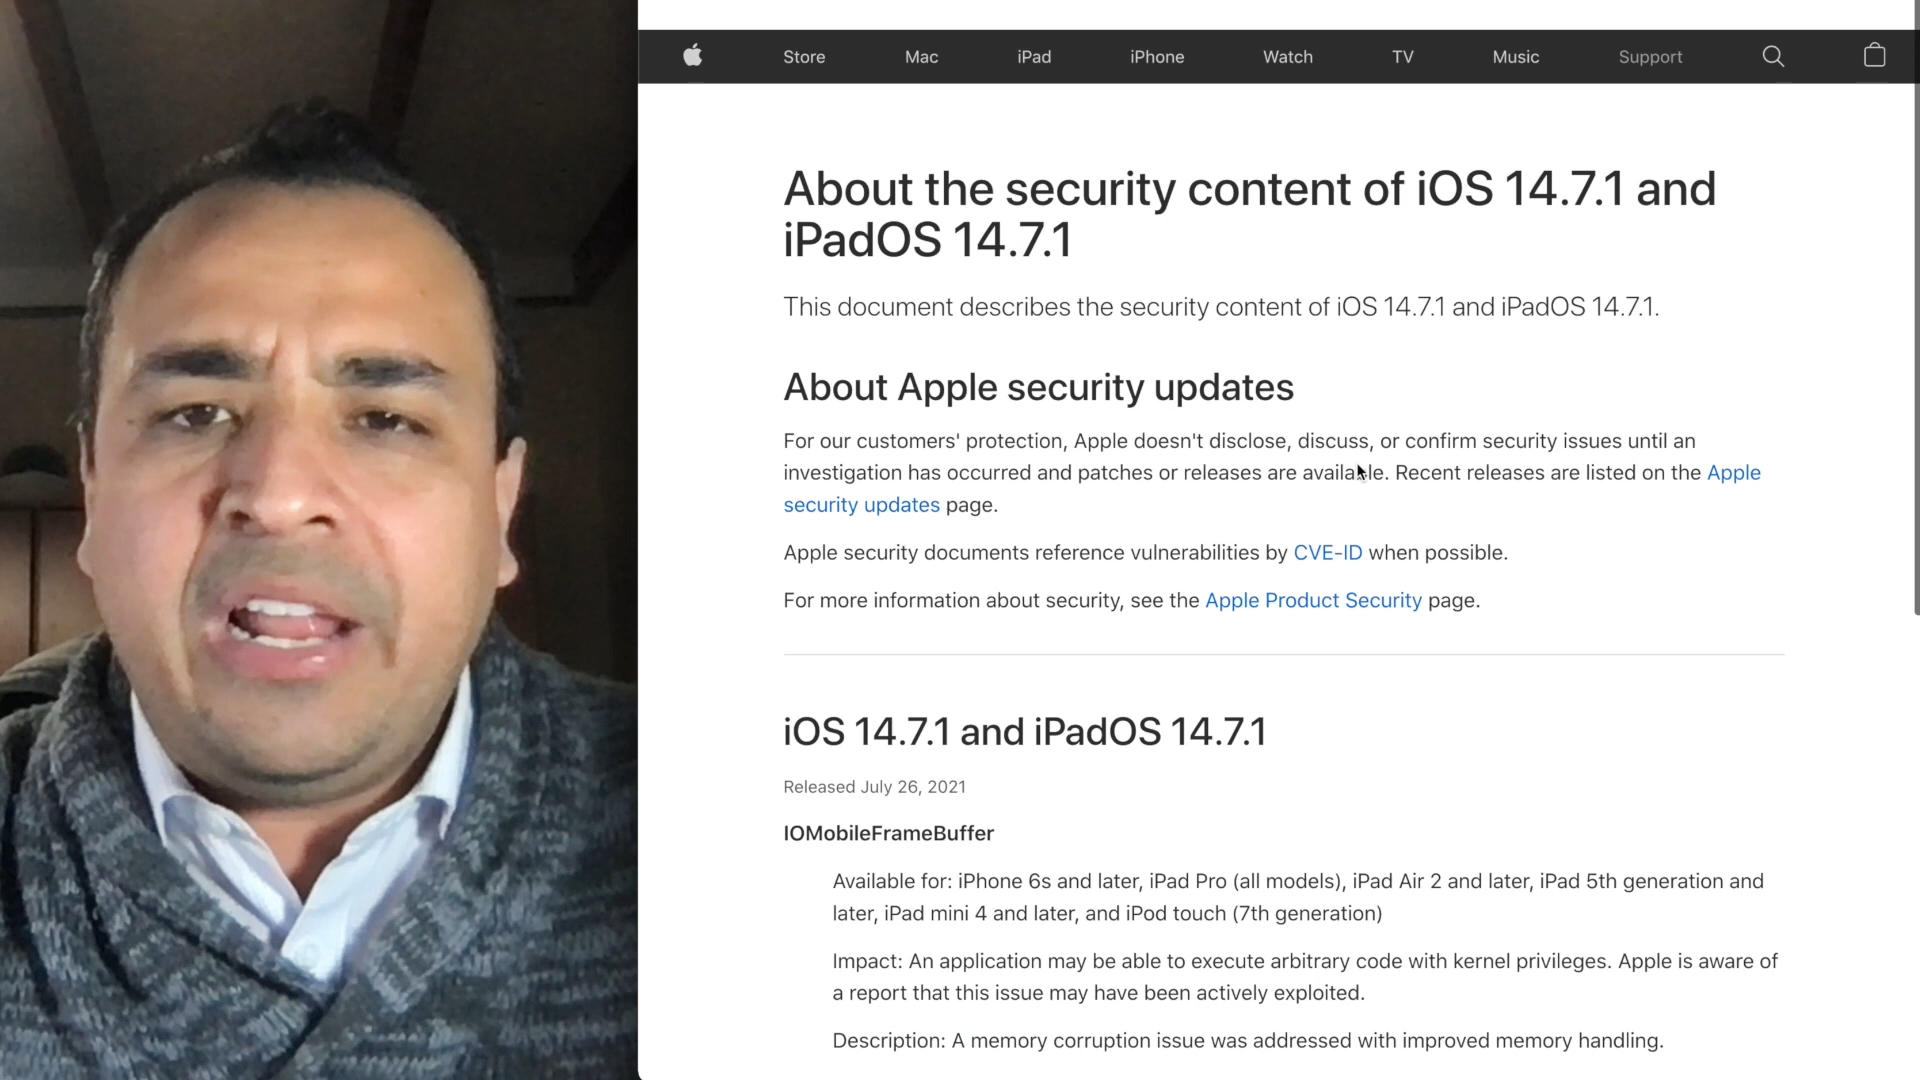 Store Mac iPad iPhone Watch TV Music Support
About the security content of iOS 14.7.1 and
iPadOS 14.7.1
This document describes the security content of iOS 14.7.1 and iPadOS 14.7.1.
About Apple security updates
For our customers' protection, Apple doesn't disclose, discuss, or confirm security issues until an
investigation has occurred and patches or releases are available. Recent releases are listed on the Apple
security updates page.
Apple security documents reference vulnerabilities by CVE-ID when possible.
For more information about security, see the Apple Product Security page.
iOS 14.7.1 and iPadOS 14.7.1
Released July 26, 2021
IOMobileFrameBuffer
Available for: iPhone 6s and later, iPad Pro (all models), iPad Air 2 and later, iPad 5th generation and
later, iPad mini 4 and later, and iPod touch (7th generation)
Impact: An application may be able to execute arbitrary code with kernel privileges. Apple is aware of
a report that this issue may have been actively exploited.
Description: A memory corruption issue was addressed with improved memory handling.